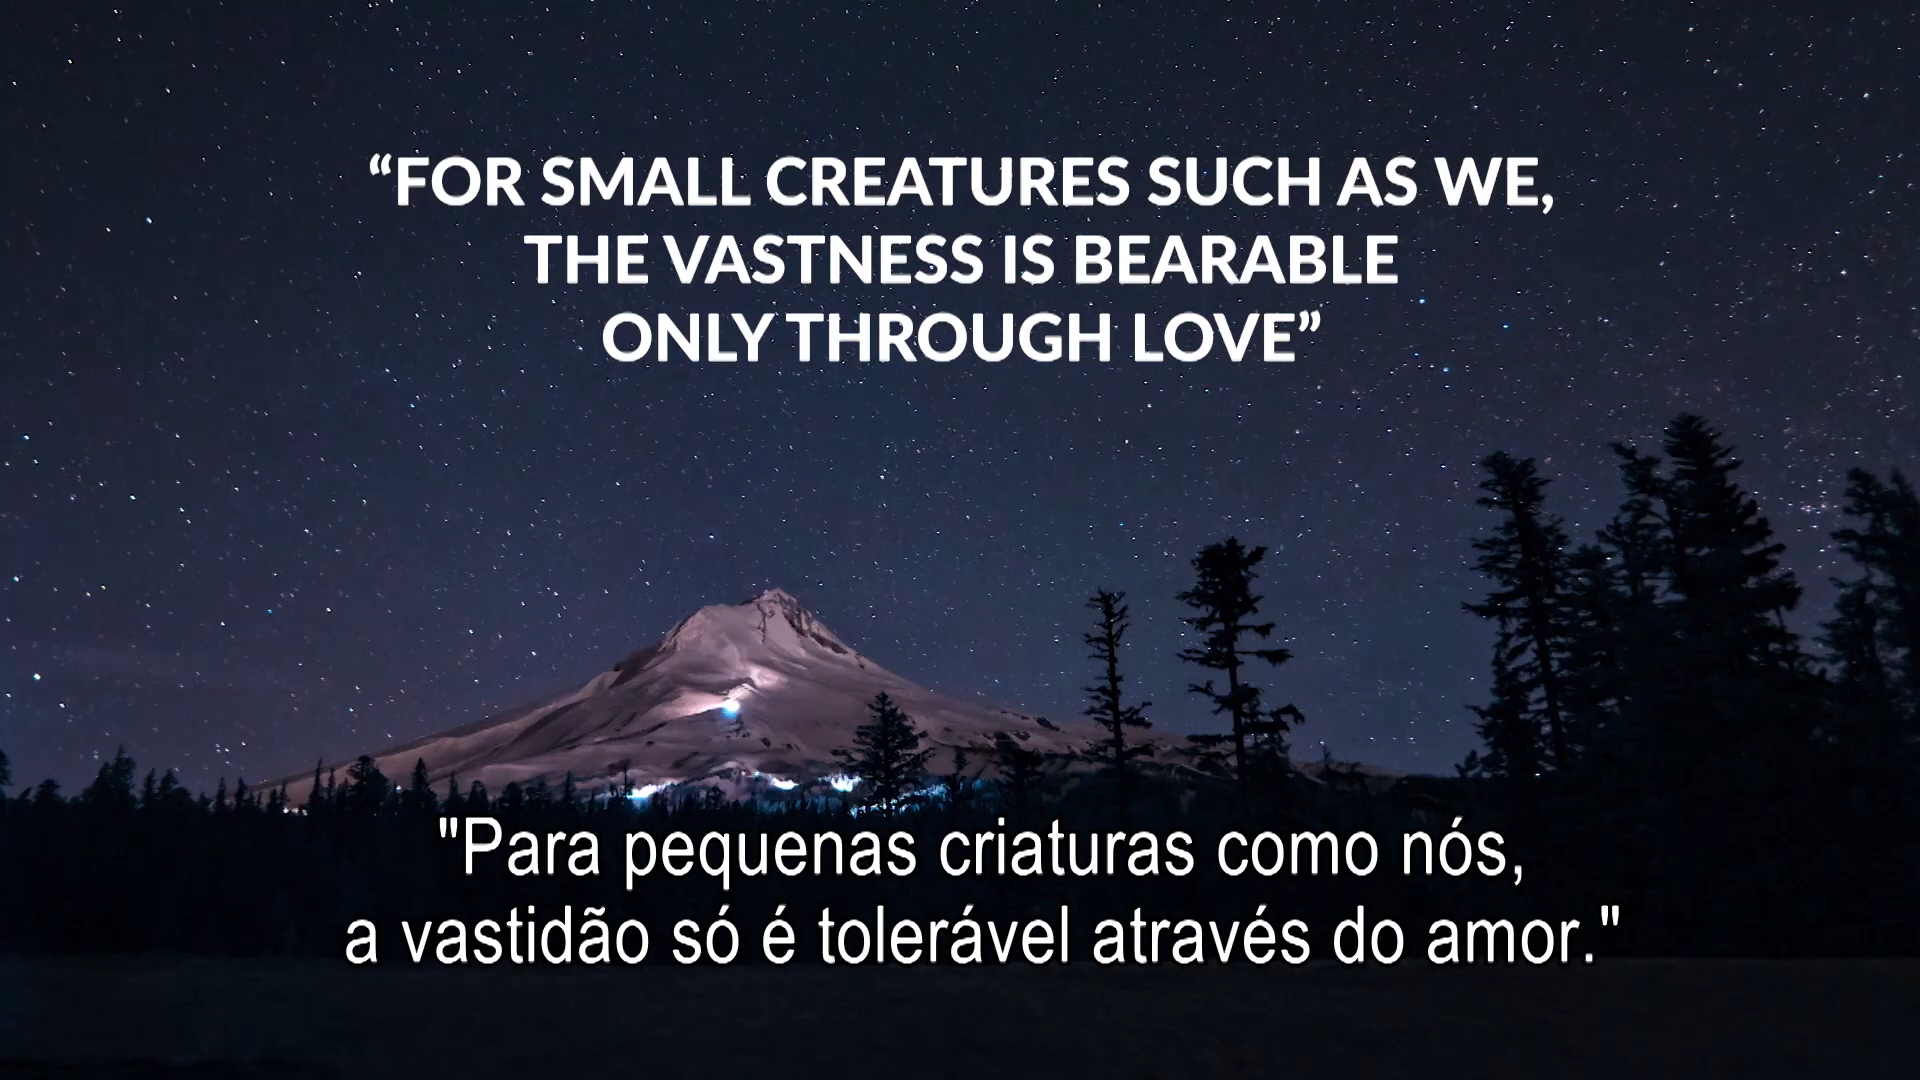 “FOR SMALL CREATURES SUCH AS WE,
THE VASTNESS IS BEARABLE
ONLY THROUGH LOVE”
"Para pequenas criaturas como nós,
a vastidão só é tolerável através do amor."